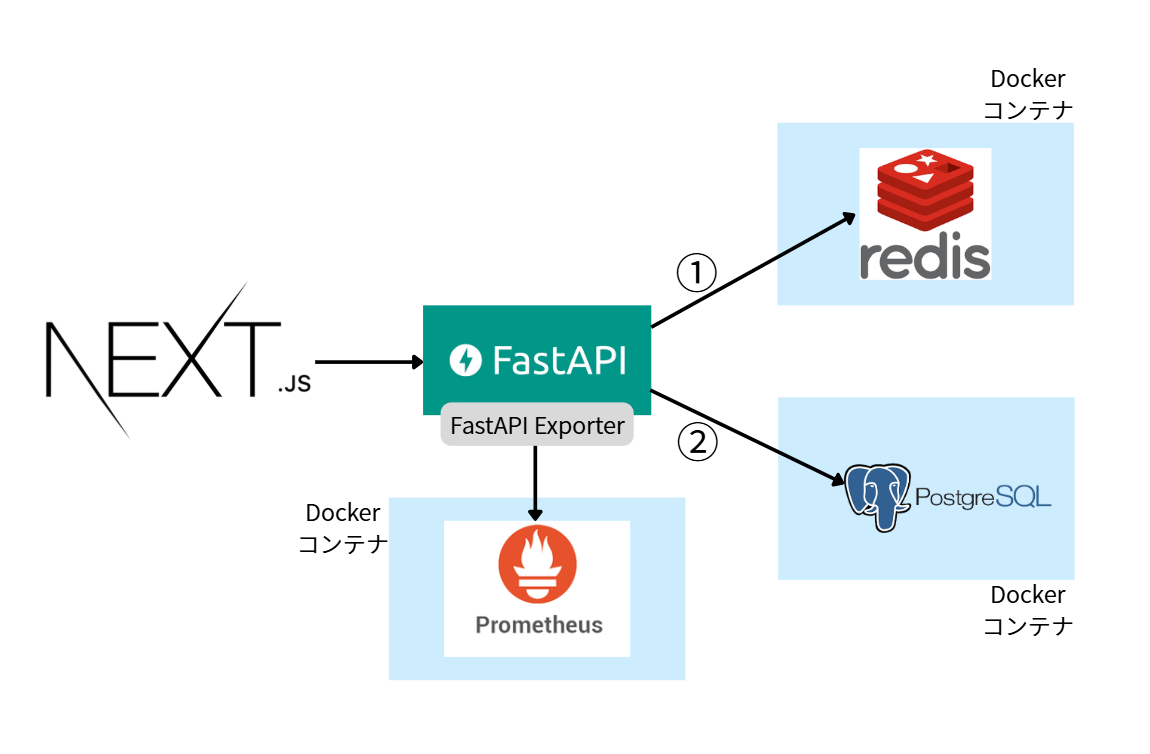 Docker
コンテナ
redis
①
NEXT
.JS
FastAPI
FastAPI Exporter
②
PostgreSQL
Docker
コンテナ
Prometheus
Docker
コンテナ